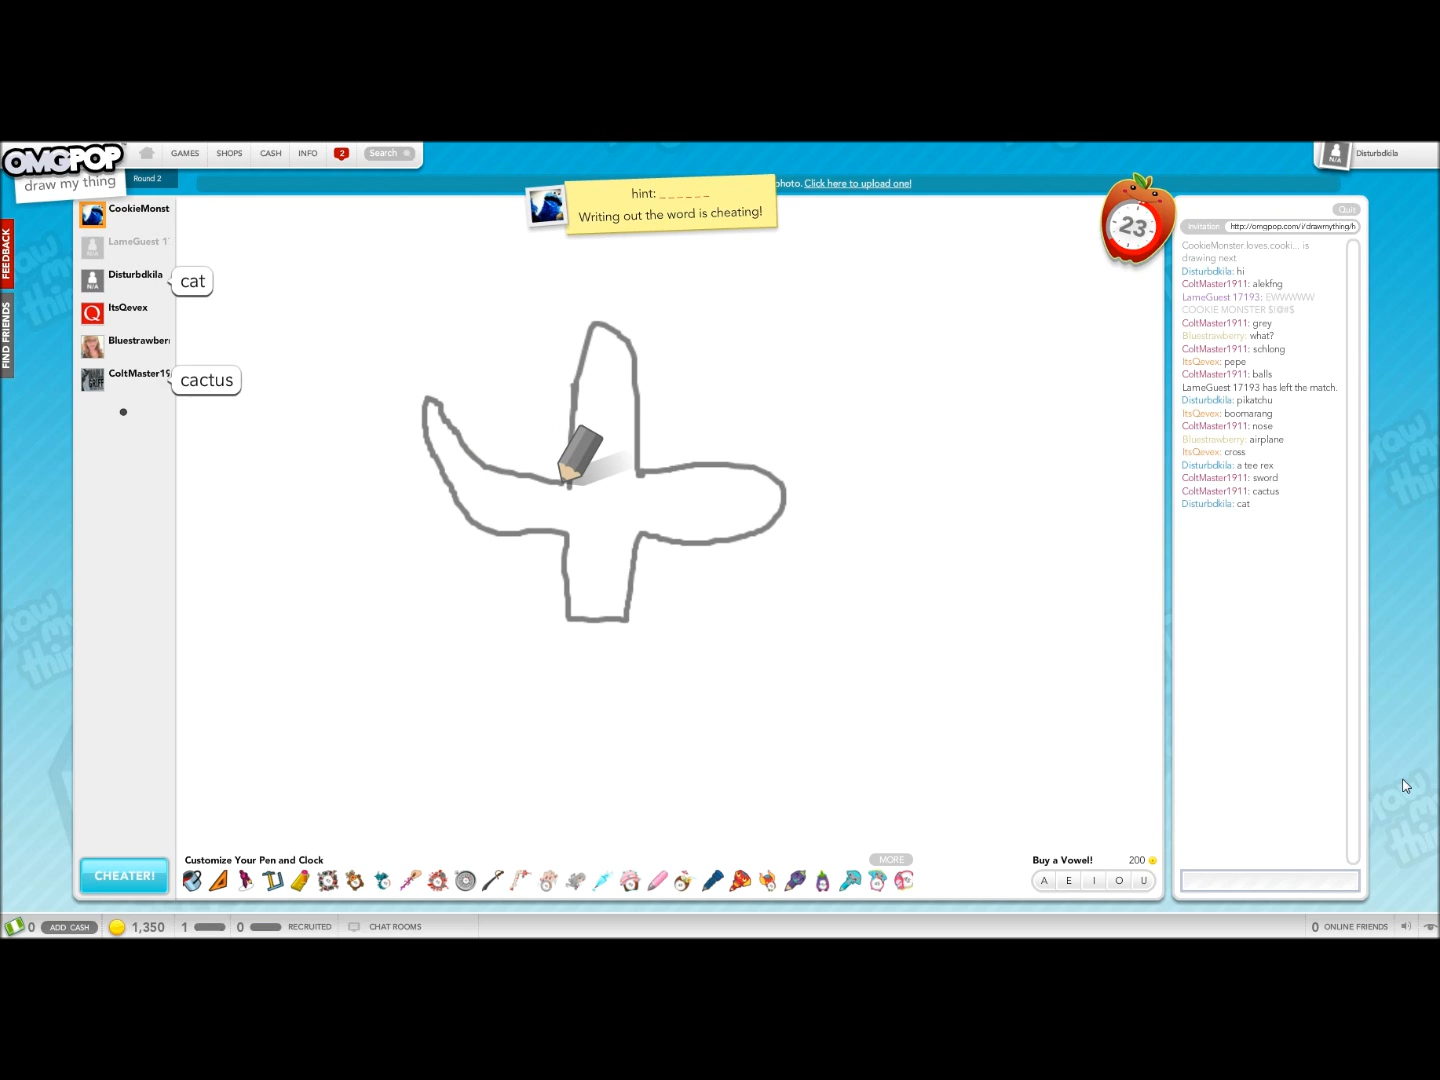 OMGPOP
draw my thing
GAMES
SHOPS
CASH
INFO
2
Search
N/A
Disturbdkila
Round 2
photo. Click here to upload one!
hint: _ _ _ _ _ _
Writing out the word is cheating!
23
FEEDBACK
FIND FRIENDS
CookieMonst
LameGuest 1
Disturbdkila
cat
ItsQevex
Bluestrawber
ColtMaster19
cactus
CHEATER!
Quit
Invitation
http://omgpop.com/i/drawmything/h
CookieMonster.loves.cooki... is
drawing next
Disturbdkila: hi
ColtMaster1911: alekfng
LameGuest 17193: EWWWWW
COOKIE MONSTER $!@#$
ColtMaster1911: grey
Bluestrawberry: what?
ColtMaster1911: schlong
ItsQevex: pepe
ColtMaster1911: balls
LameGuest 17193 has left the match.
Disturbdkila: pikatchu
ItsQevex: boomarang
ColtMaster1911: nose
Bluestrawberry: airplane
ItsQevex: cross
Disturbdkila: a tee rex
ColtMaster1911: sword
ColtMaster1911: cactus
Disturbdkila: cat
Customize Your Pen and Clock
MORE
Buy a Vowel!
200
A E I O U
0
ADD CASH
1,350
1
0
RECRUITED
CHAT ROOMS
0 ONLINE FRIENDS